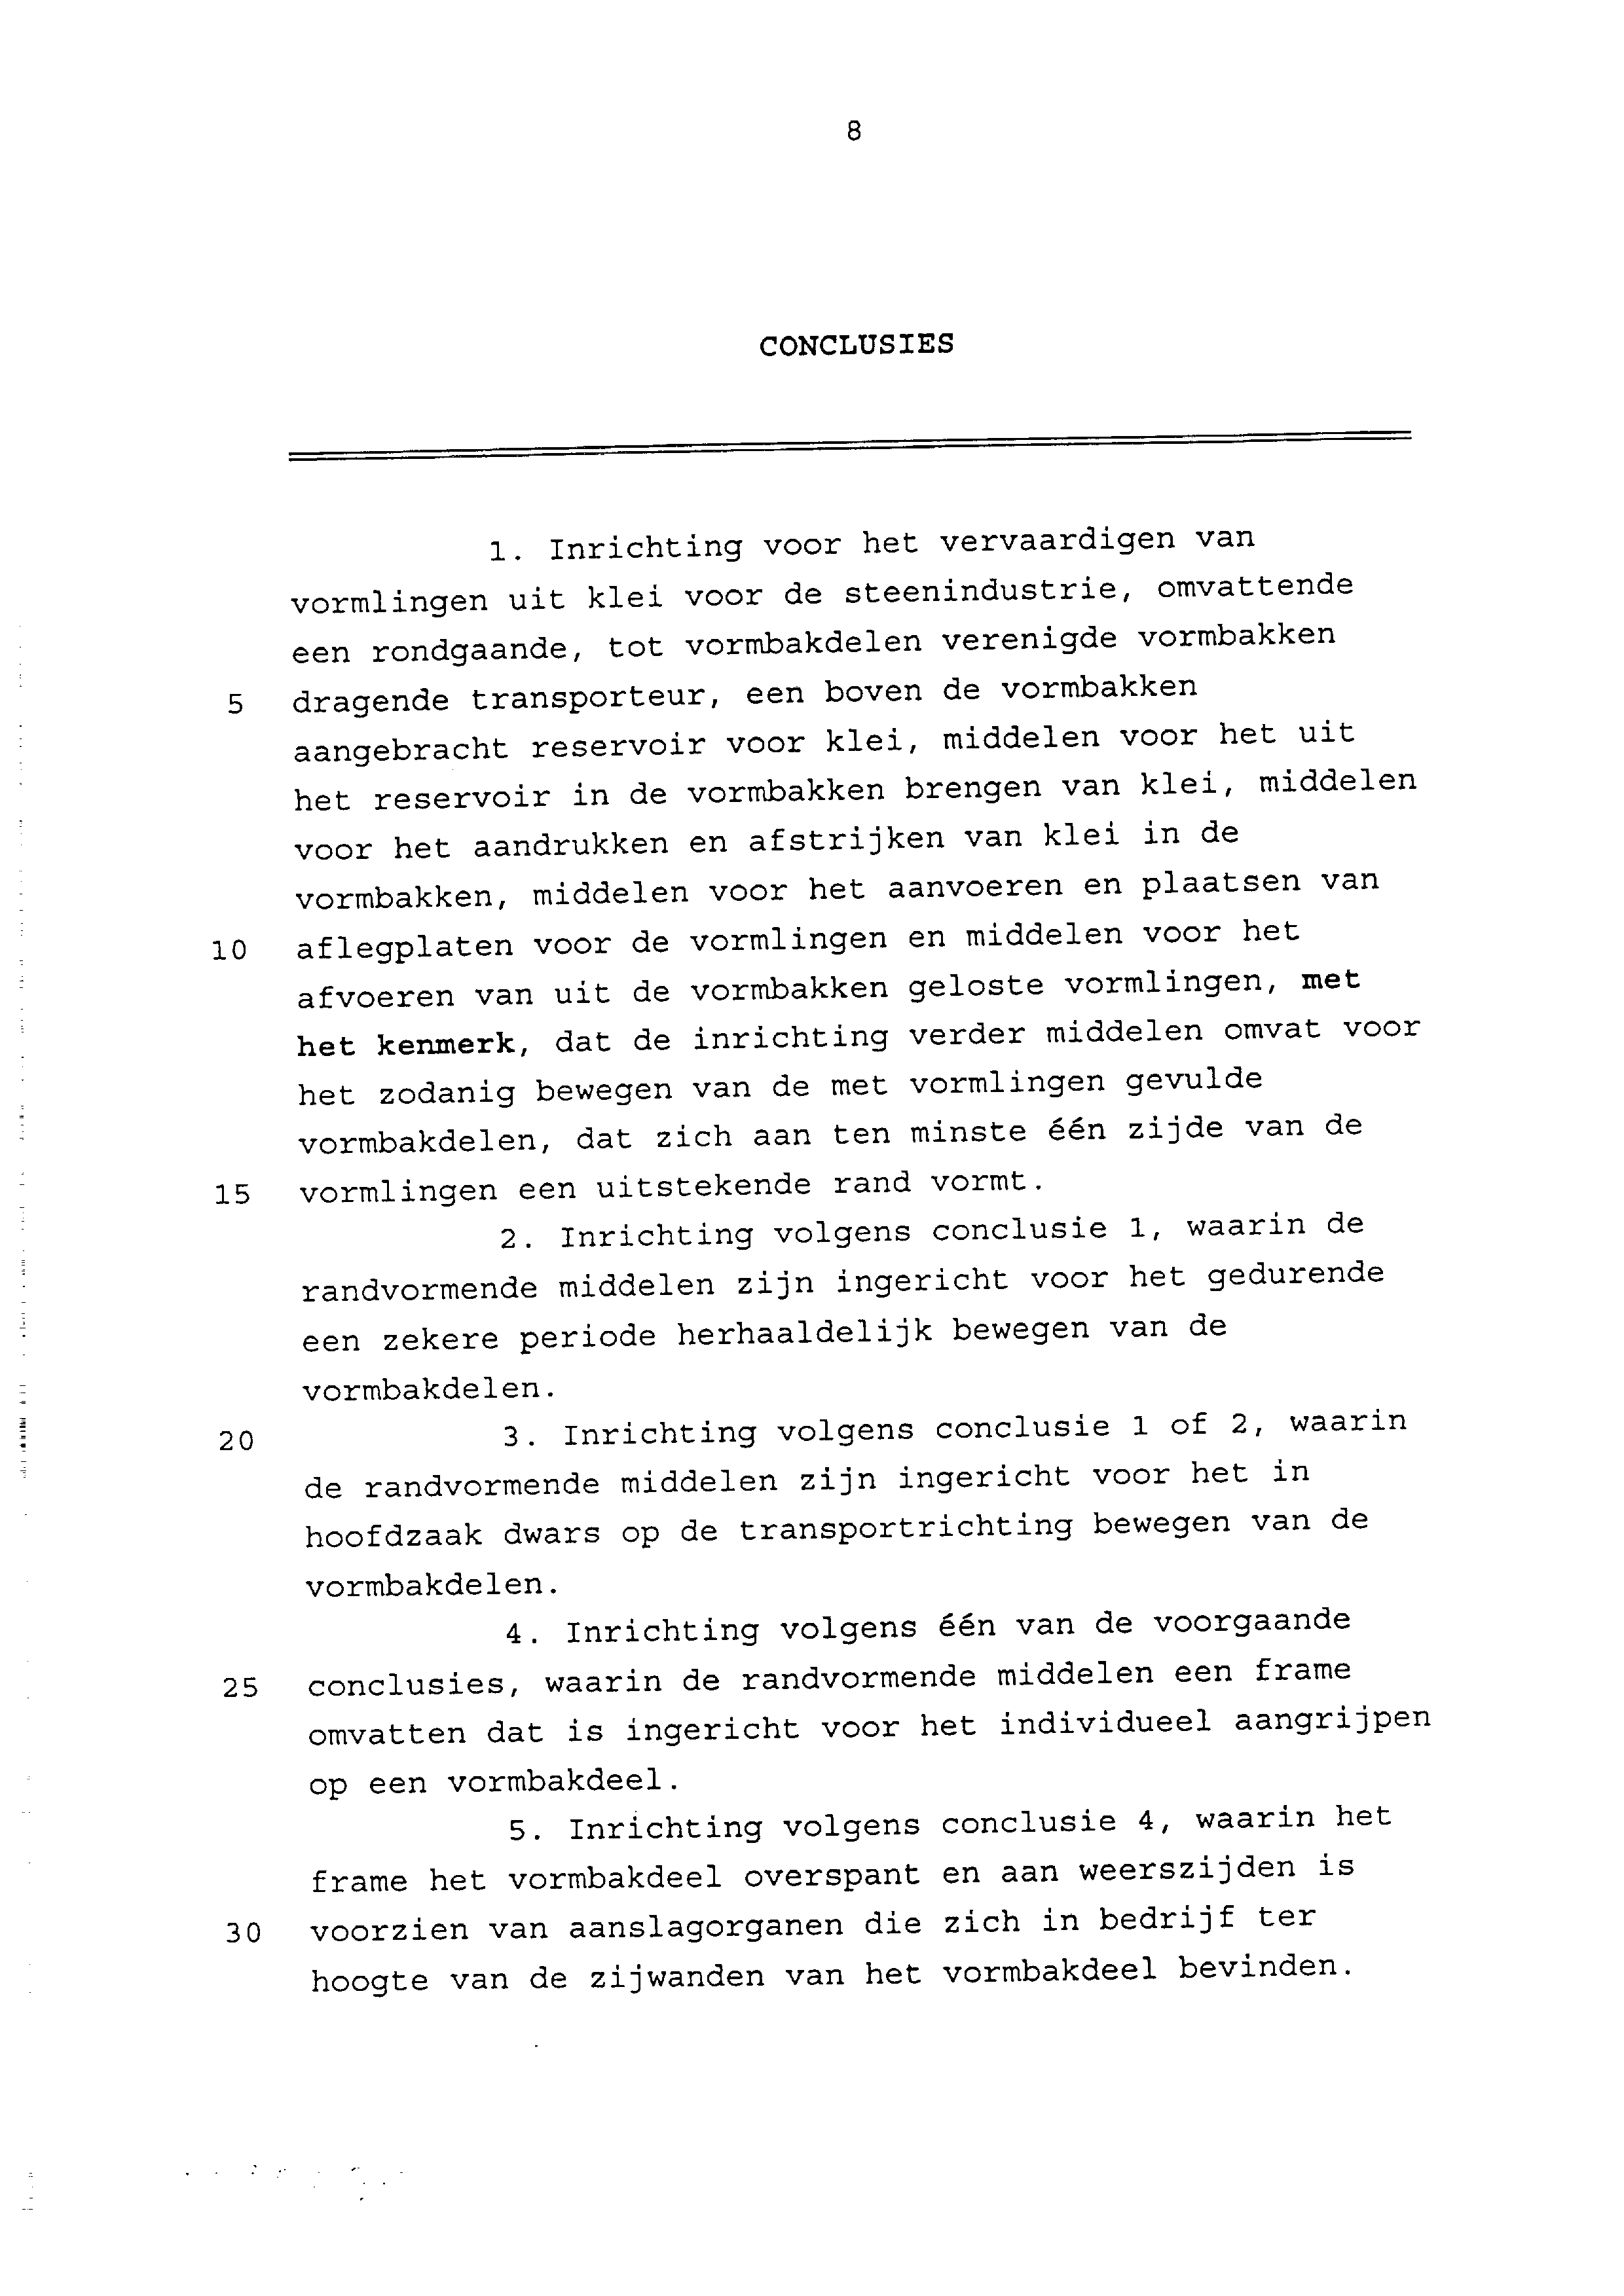 8
CONCLUSIES
1. Inrichting voor het vervaardigen van
vormlingen uit klei voor de steenindustrie, omvattende
een rondgaande, tot vormbakdelen verenigde vormbakken
5 dragende transporteur, een boven de vormbakken
aangebracht reservoir voor klei, middelen voor het uit
het reservoir in de vormbakken brengen van klei, middelen
voor het aandrukken en afstrijken van klei in de
vormbakken, middelen voor het aanvoeren en plaatsen van
10 aflegplaten voor de vormlingen en middelen voor het
afvoeren van uit de vormbakken geloste vormlingen, met
het kenmerk, dat de inrichting verder middelen omvat voor
het zodanig bewegen van de met vormlingen gevulde
vormbakdelen, dat zich aan ten minste één zijde van de
15 vormlingen een uitstekende rand vormt.
2. Inrichting volgens conclusie 1, waarin de
randvormende middelen zijn ingericht voor het gedurende
een zekere periode herhaaldelijk bewegen van de
vormbakdelen.
20 3. Inrichting volgens conclusie 1 of 2, waarin
de randvormende middelen zijn ingericht voor het in
hoofdzaak dwars op de transportrichting bewegen van de
vormbakdelen.
4. Inrichting volgens één van de voorgaande
25 conclusies, waarin de randvormende middelen een frame
omvatten dat is ingericht voor het individueel aangrijpen
op een vormbakdeel.
5. Inrichting volgens conclusie 4, waarin het
frame het vormbakdeel overspant en aan weerszijden is
30 voorzien van aanslagorganen die zich in bedrijf ter
hoogte van de zijwanden van het vormbakdeel bevinden.